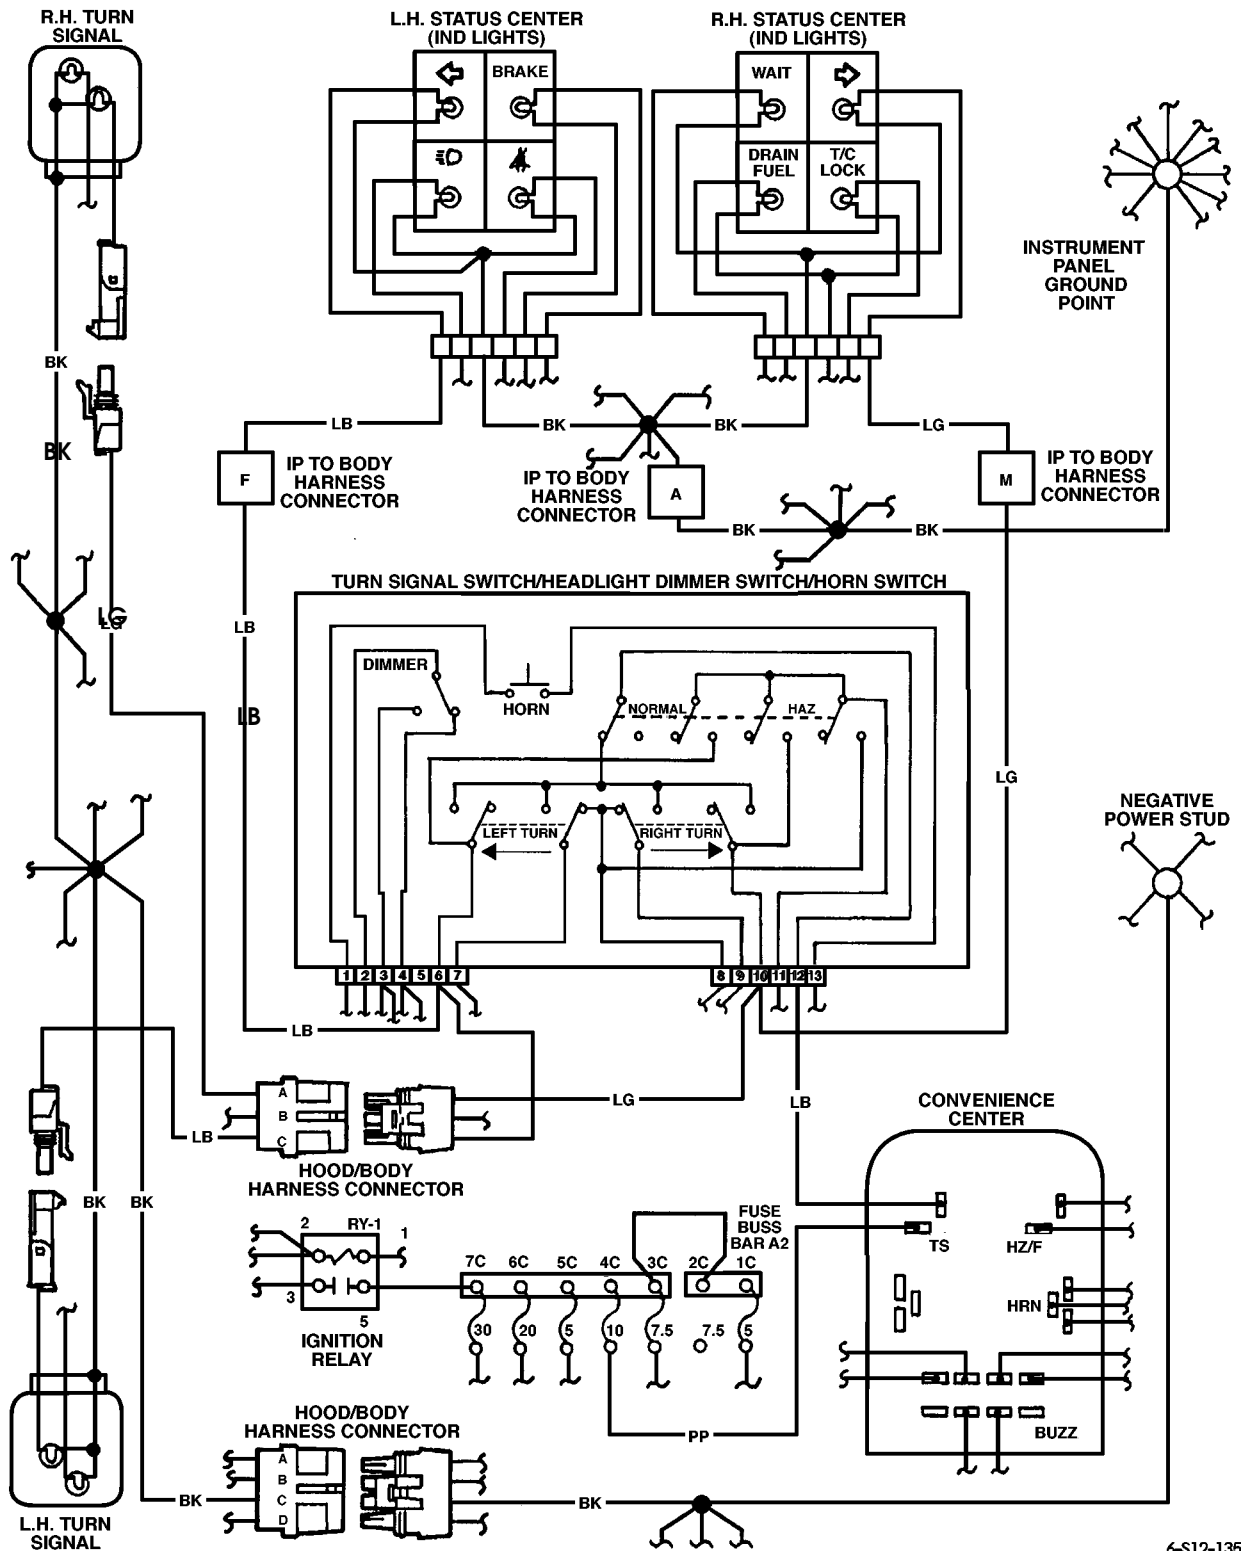 R.H. TURN
SIGNAL
L.H. STATUS CENTER
(IND LIGHTS)
R.H. STATUS CENTER
(IND LIGHTS)
BRAKE
WAIT
DRAIN
FUEL
T/C
LOCK
INSTRUMENT
PANEL
GROUND
POINT
BK
BK
LB
BK
BK
LG
F
IP TO BODY
HARNESS
CONNECTOR
IP TO BODY
HARNESS
CONNECTOR
A
M
IP TO BODY
HARNESS
CONNECTOR
BK
BK
TURN SIGNAL SWITCH/HEADLIGHT DIMMER SWITCH/HORN SWITCH
LG
LG
LB
LB
DIMMER
HORN
NORMAL
HAZ
LG
LEFT TURN
RIGHT TURN
NEGATIVE
POWER STUD
1 2 3 4 5 6 7
8 9 10 11 12 13
LB
LG
LB
A
B
C
LB
HOOD/BODY
HARNESS CONNECTOR
CONVENIENCE
CENTER
BK
BK
2
RY-1
1
3
5
IGNITION
RELAY
FUSE
BUSS
BAR A2
7C 6C 5C 4C 3C 2C 1C
30 20 5 10 7.5 7.5 5
TS
HZ/F
HRN
BUZZ
PP
HOOD/BODY
HARNESS CONNECTOR
A
B
C
D
BK
BK
L.H. TURN
SIGNAL
6-S12-135